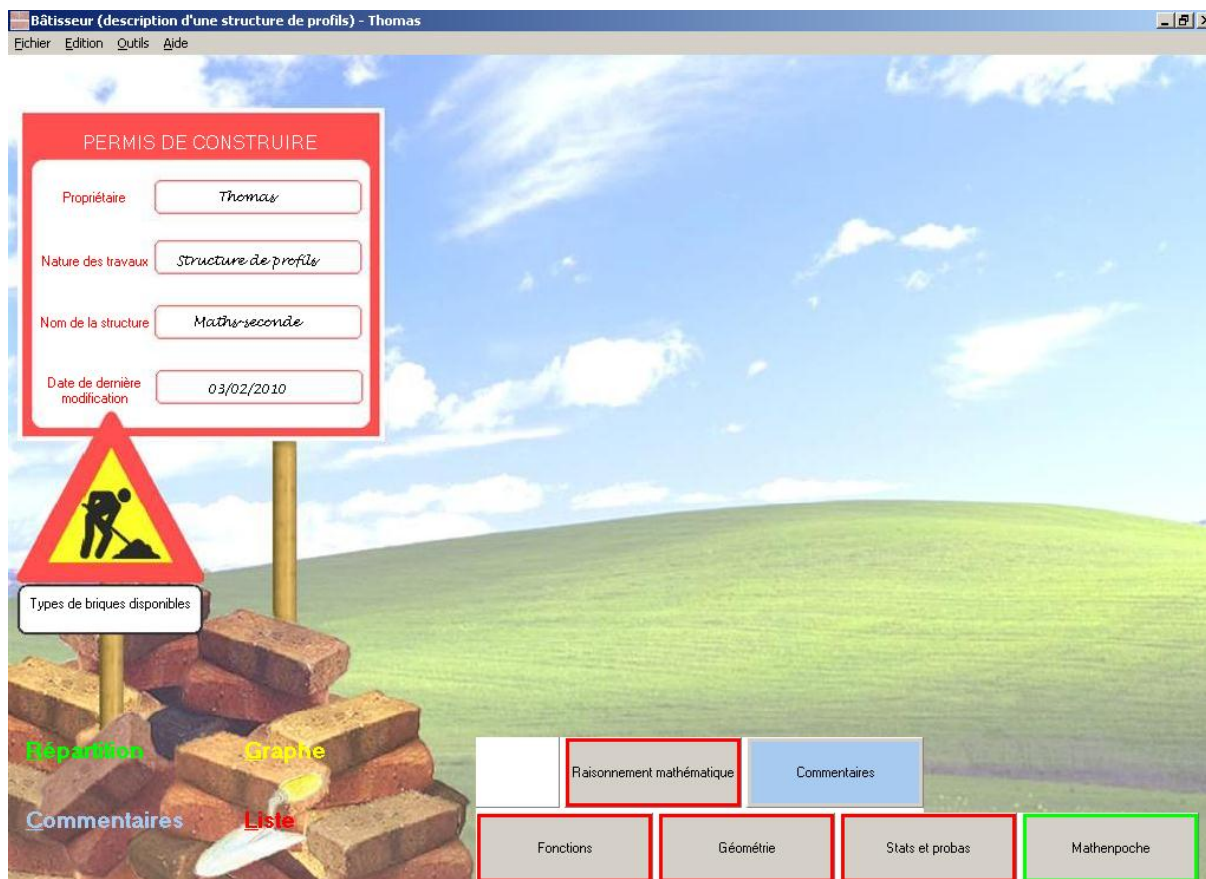 Bâtisseur (description d'une structure de profils) - Thomas
Fichier Edition Outils Aide
PERMIS DE CONSTRUIRE
Propriétaire Thomas
Nature des travaux Structure de profils
Nom de la structure Maths-seconde
Date de dernière
modification 03/02/2010
Types de briques disponibles
Répartition Graphe
Commentaires Liste
Raisonnement mathématique Commentaires
Fonctions Géométrie Stats et probas Mathenpoche